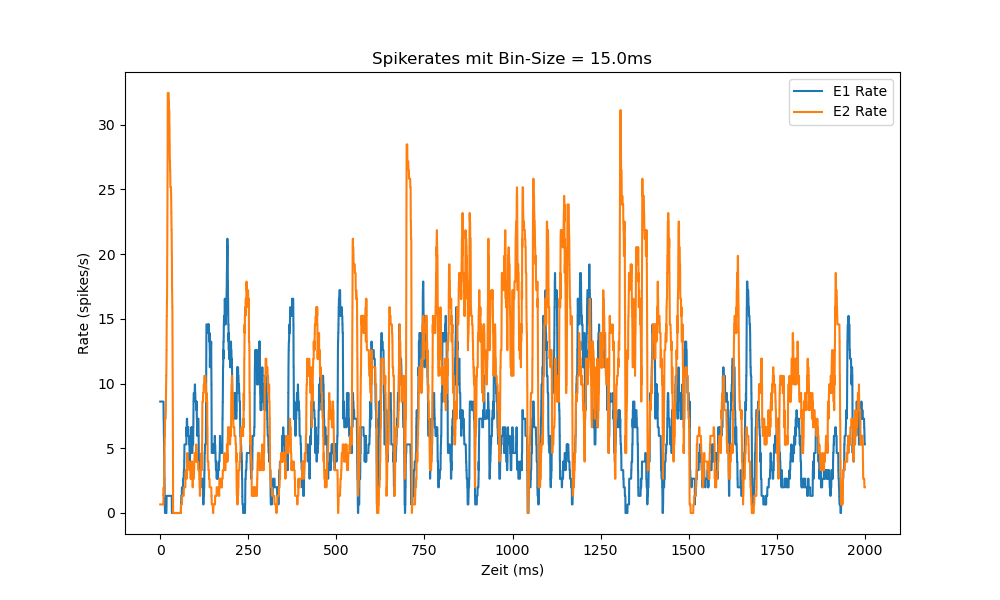 Spikerates mit Bin-Size = 15.0ms
E1 Rate
E2 Rate
Rate (spikes/s)
30
25
20
15
10
5
0
0 250 500 750 1000 1250 1500 1750 2000
Zeit (ms)